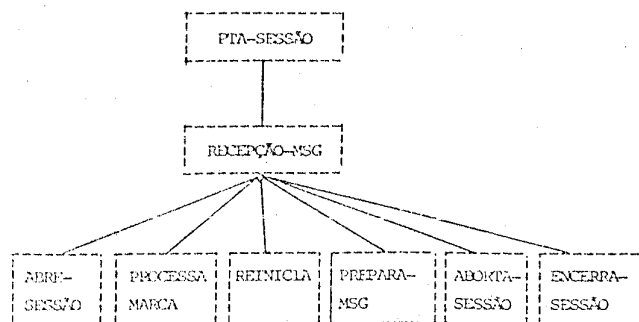 PTA-SESSÃO
RECEPÇÃO-MSG
ABRE-
SESSÃO
PROCESSA
MARCA
REINICIA
PREPARA-
MSG
ABORTA-
SESSÃO
ENCERRA-
SESSÃO